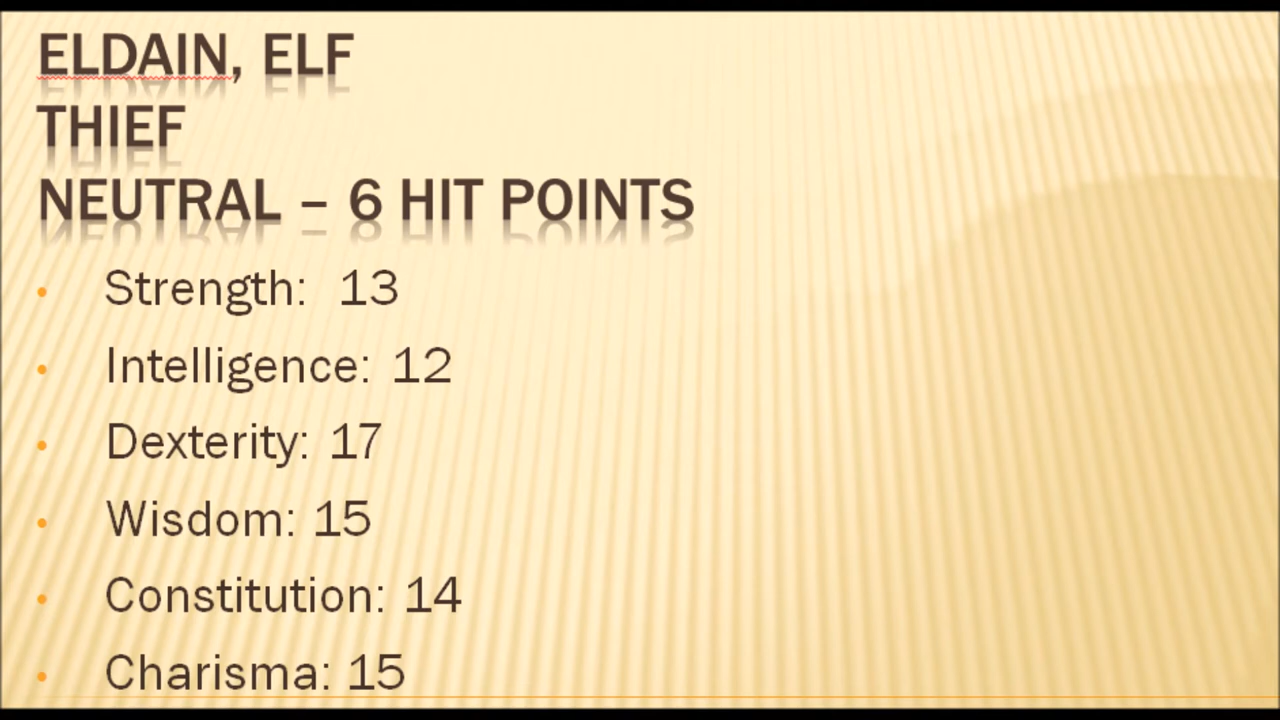 ELDAIN, ELF
THIEF
NEUTRAL – 6 HIT POINTS
• Strength:  13
• Intelligence: 12
• Dexterity: 17
• Wisdom: 15
• Constitution: 14
• Charisma: 15